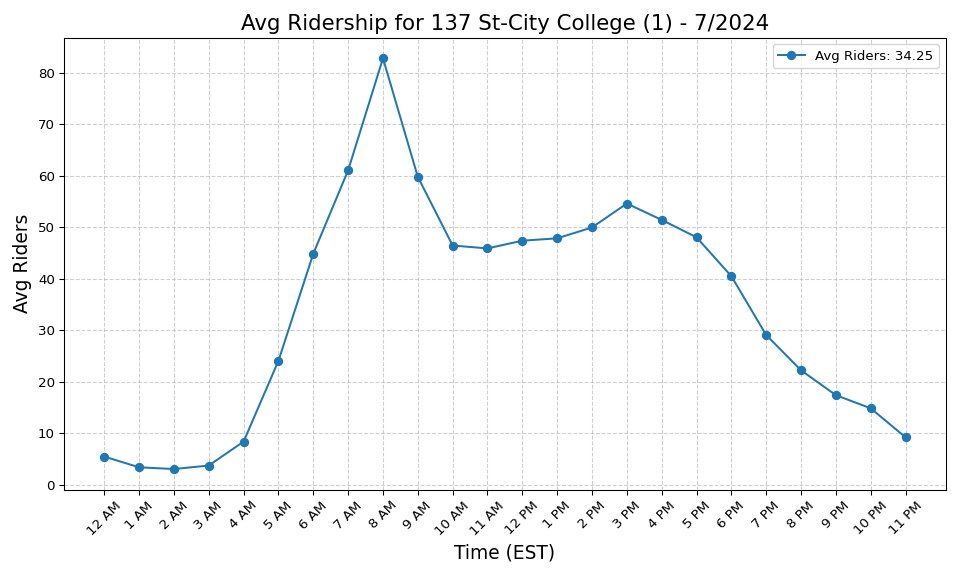 Avg Ridership for 137 St-City College (1) - 7/2024
Avg Riders: 34.25
Avg Riders
80
70
60
50
40
30
20
10
0
12 AM
1 AM
2 AM
3 AM
4 AM
5 AM
6 AM
7 AM
8 AM
9 AM
10 AM
11 AM
12 PM
1 PM
2 PM
3 PM
4 PM
5 PM
6 PM
7 PM
8 PM
9 PM
10 PM
11 PM
Time (EST)